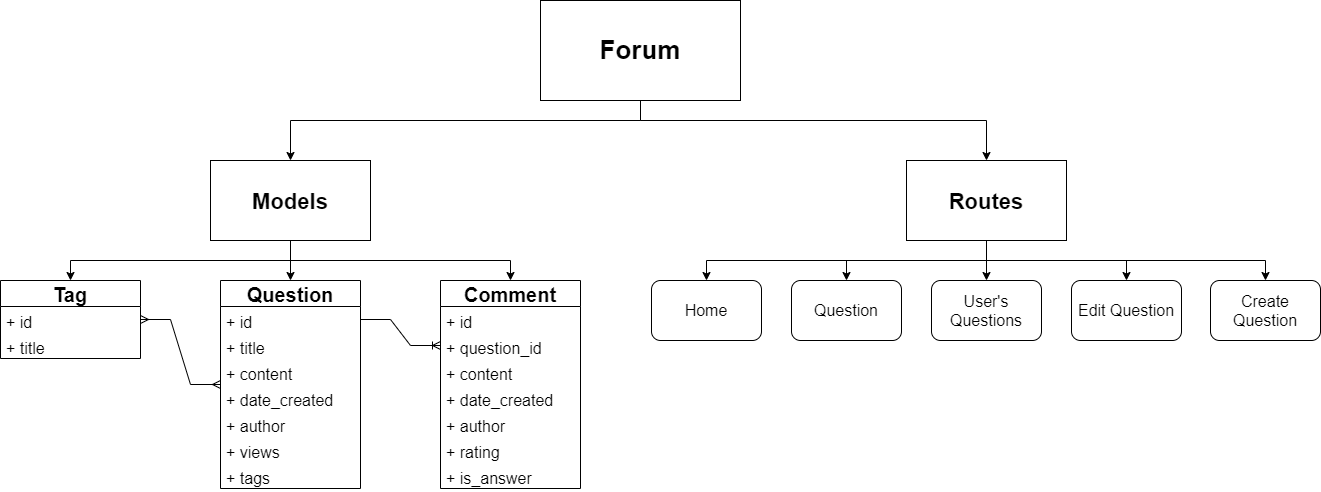 Forum
Models
Routes
Tag
+ id
+ title
Question
+ id
+ title
+ content
+ date_created
+ author
+ views
+ tags
Comment
+ id
+ question_id
+ content
+ date_created
+ author
+ rating
+ is_answer
Home
Question
User's
Questions
Edit Question
Create
Question